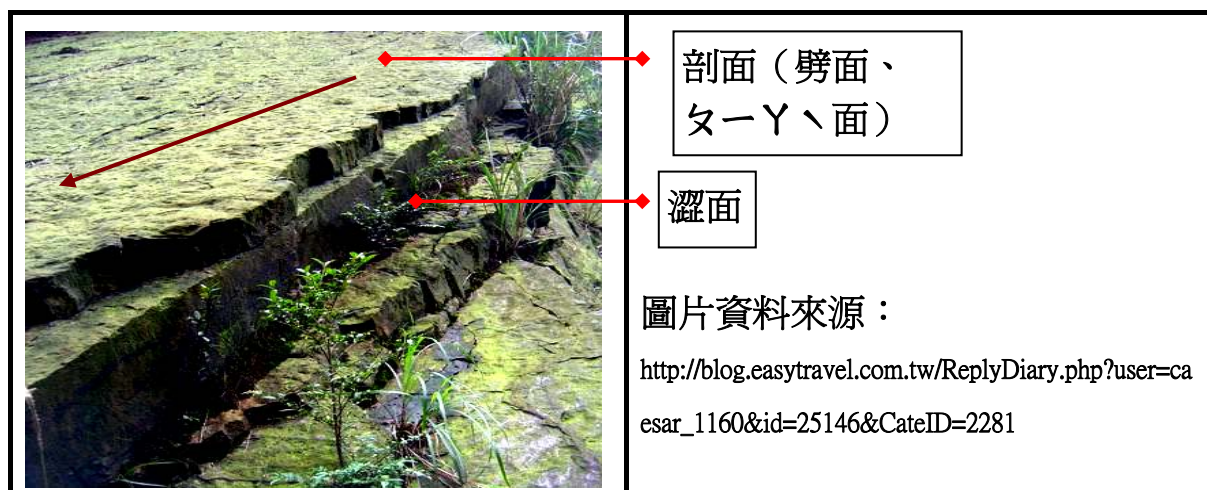 剖面（劈面、
ㄆㄧㄚˋ面）
澀面
圖片資料來源：
http://blog.easytravel.com.tw/ReplyDiary.php?user=ca
esar_1160&id=25146&CateID=2281